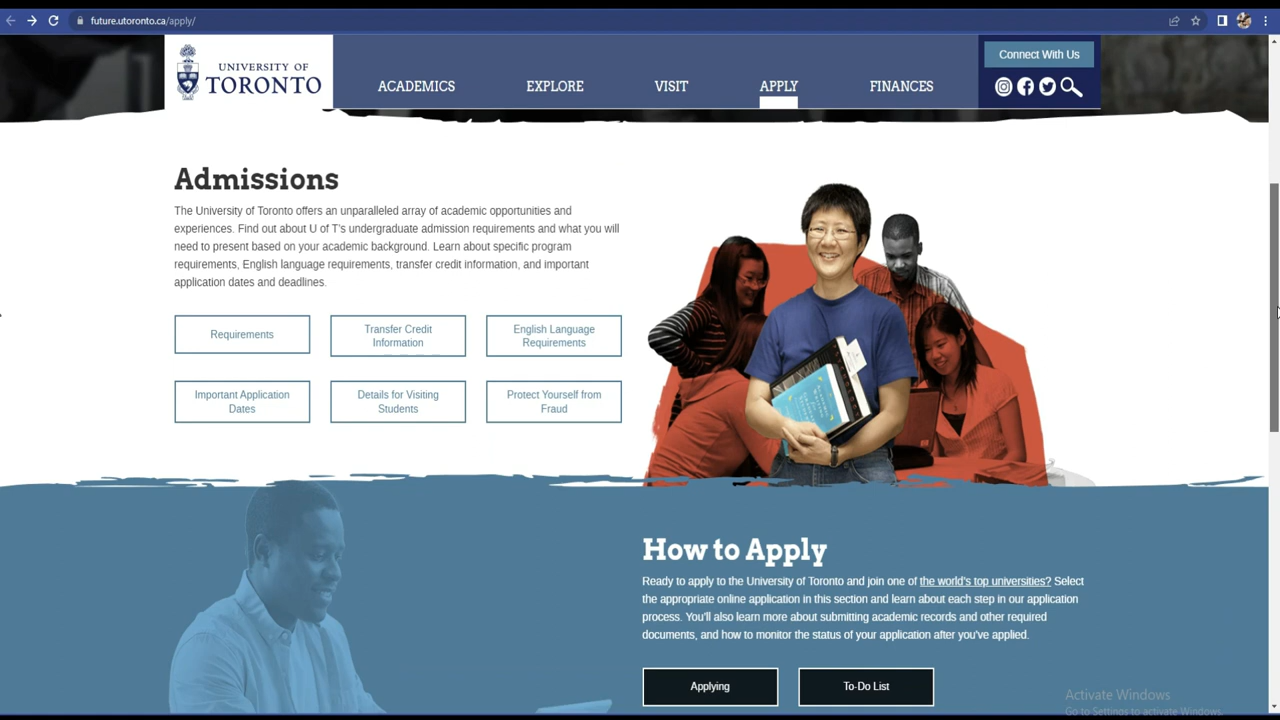 future.utoronto.ca/apply/
UNIVERSITY OF
TORONTO
ACADEMICS
EXPLORE
VISIT
APPLY
FINANCES
Connect With Us
Admissions
The University of Toronto offers an unparalleled array of academic opportunities and
experiences. Find out about U of T's undergraduate admission requirements and what you will
need to present based on your academic background. Learn about specific program
requirements, English language requirements, transfer credit information, and important
application dates and deadlines.
Requirements
Transfer Credit
Information
English Language
Requirements
Important Application
Dates
Details for Visiting
Students
Protect Yourself from
Fraud
How to Apply
Ready to apply to the University of Toronto and join one of the world's top universities? Select
the appropriate online application in this section and learn about each step in our application
process. You'll also learn more about submitting academic records and other required
documents, and how to monitor the status of your application after you've applied.
Applying
To-Do List
Activate Windows
Go to Settings to activate Windows.